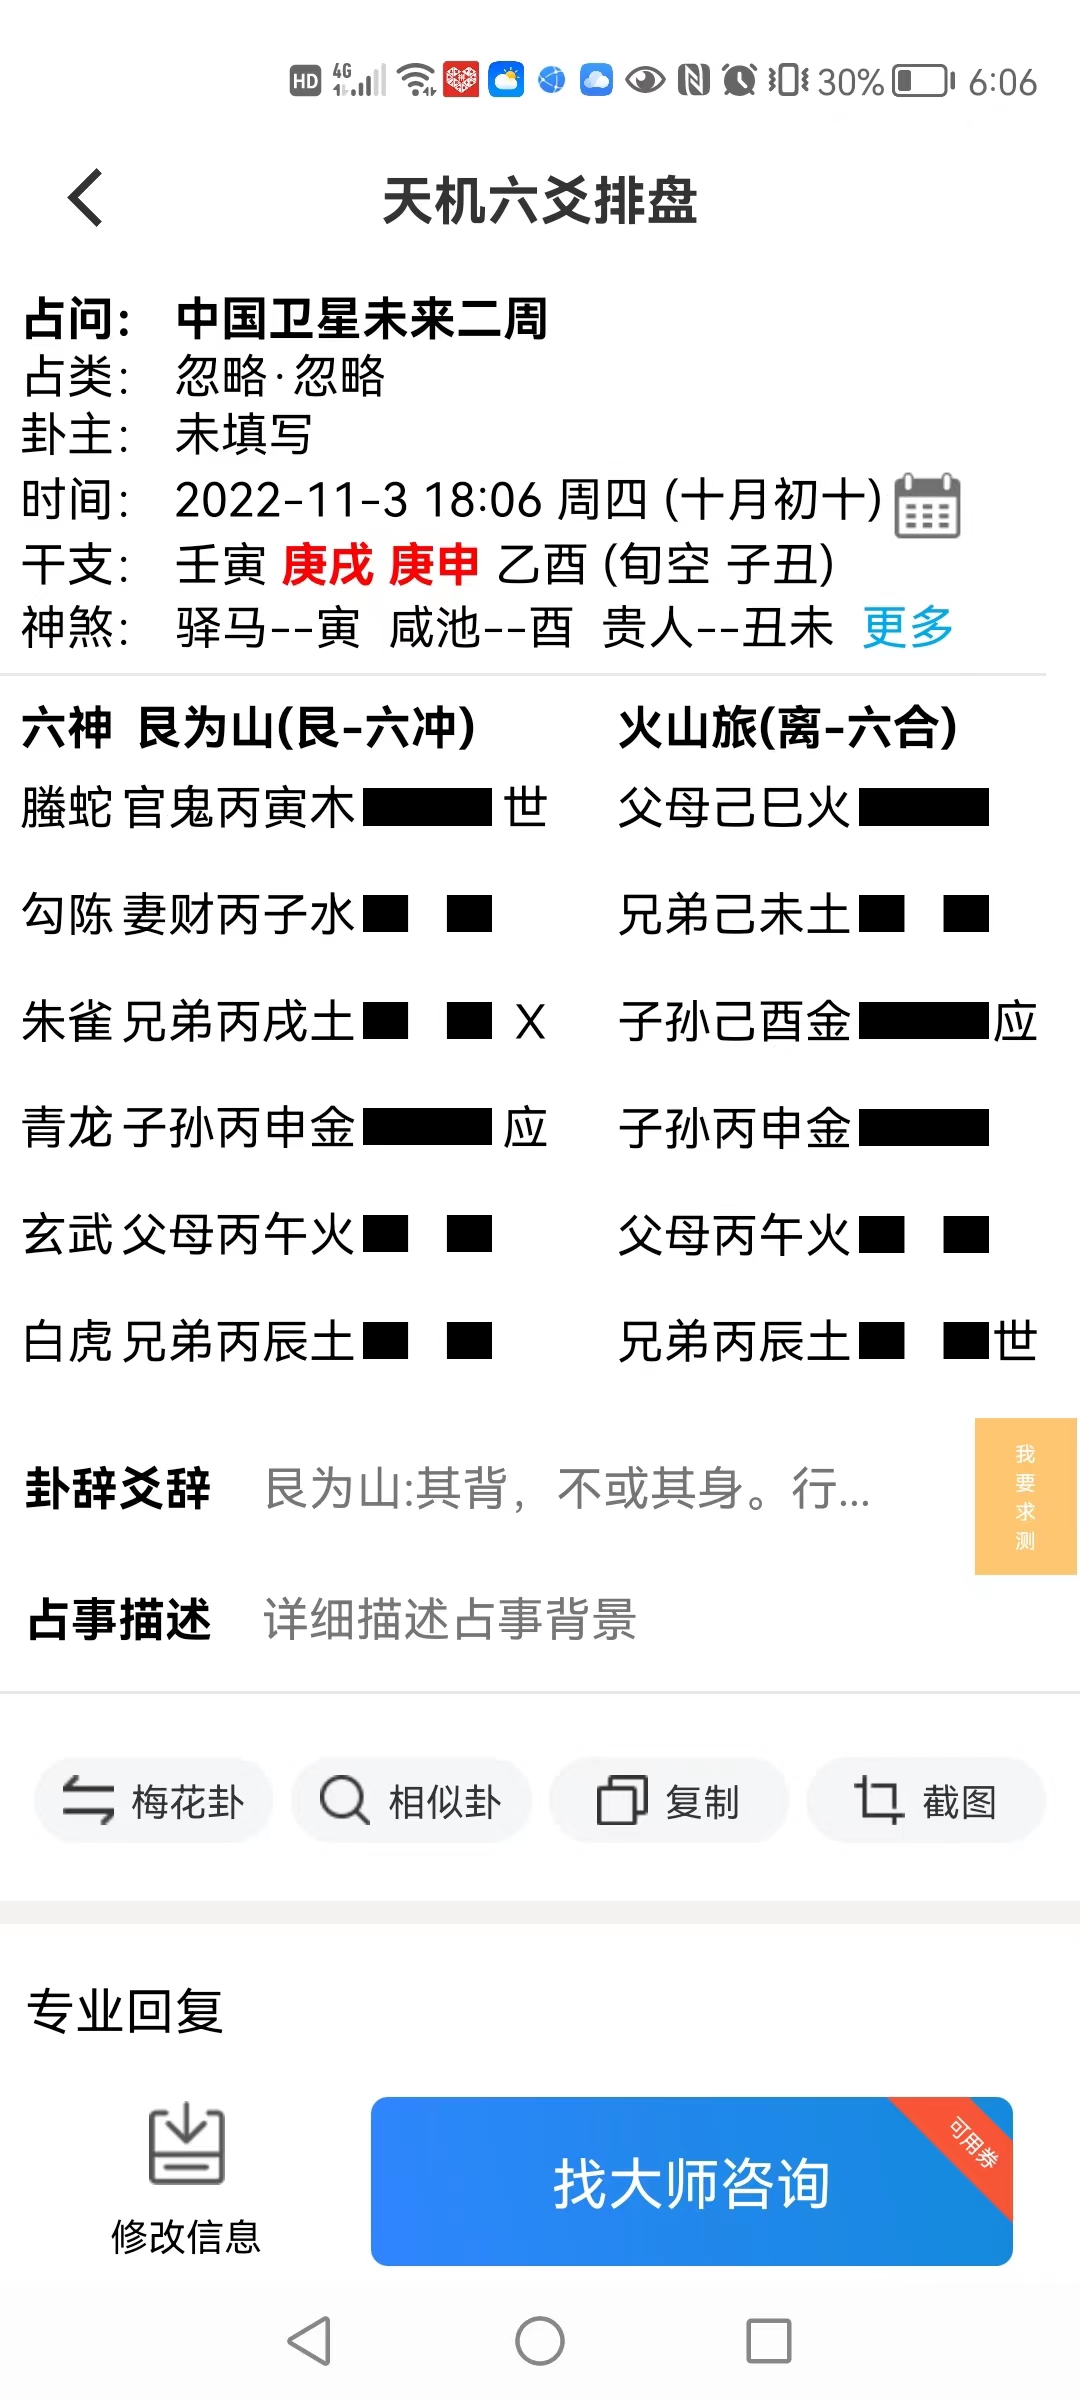 HD 4G 30% 6:06
天机六爻排盘
占问： 中国卫星未来二周
占类： 忽略·忽略
卦主： 未填写
时间： 2022-11-3 18:06 周四 (十月初十)
干支： 壬寅 庚戌 庚申 乙酉 (旬空 子丑)
神煞： 驿马--寅 咸池--酉 贵人--丑未 更多
六神 艮为山(艮-六冲) 火山旅(离-六合)
螣蛇 官鬼丙寅木 世 父母己巳火
勾陈 妻财丙子水 兄弟己未土
朱雀 兄弟丙戌土 X 子孙己酉金 应
青龙 子孙丙申金 应 子孙丙申金
玄武 父母丙午火 父母丙午火
白虎 兄弟丙辰土 兄弟丙辰土 世
卦辞爻辞 艮为山:其背，不或其身。行...
我要求测
占事描述 详细描述占事背景
梅花卦 相似卦 复制 截图
专业回复
修改信息
找大师咨询
可用券